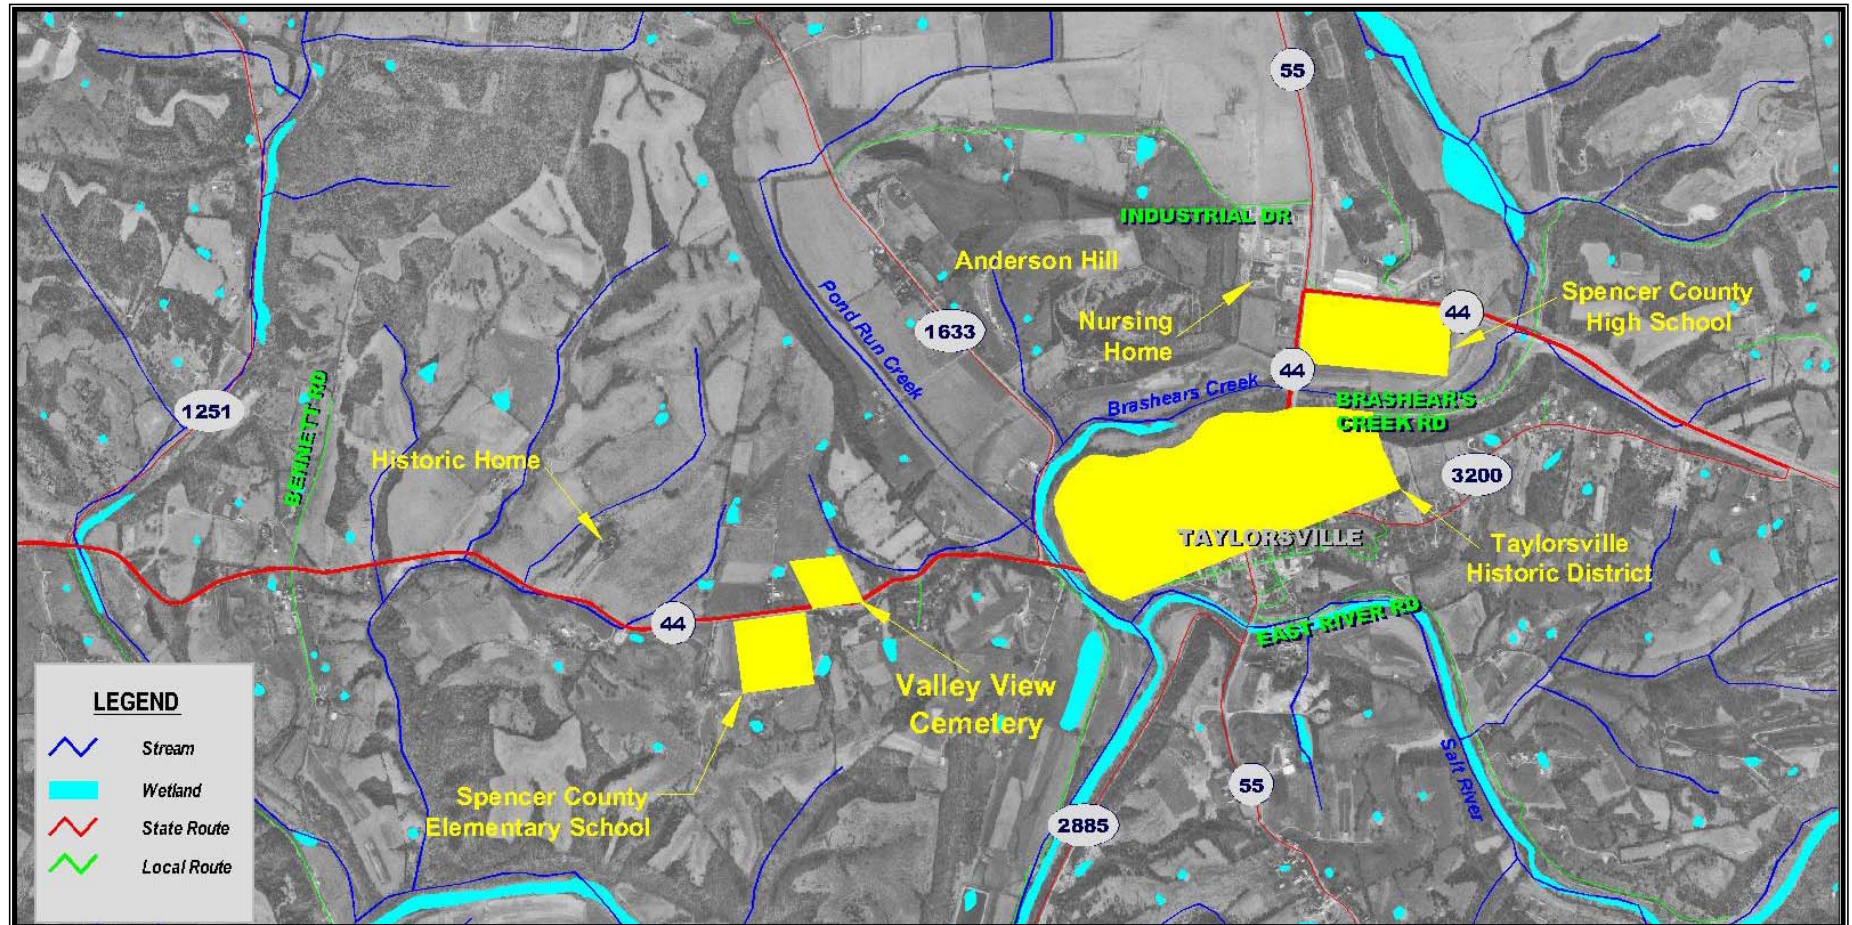 55
INDUSTRIAL DR
Anderson Hill
Pond Run Creek
1633
Nursing
Home
44
Spencer County
High School
44
Brashears Creek
BRASHEAR'S
CREEK RD
1251
BENNETT RD
Historic Home
3200
TAYLORSVILLE
Taylorsville
Historic District
44
EAST RIVER RD
Valley View
Cemetery
Spencer County
Elementary School
Salt River
55
2885
LEGEND
Stream
Wetland
State Route
Local Route